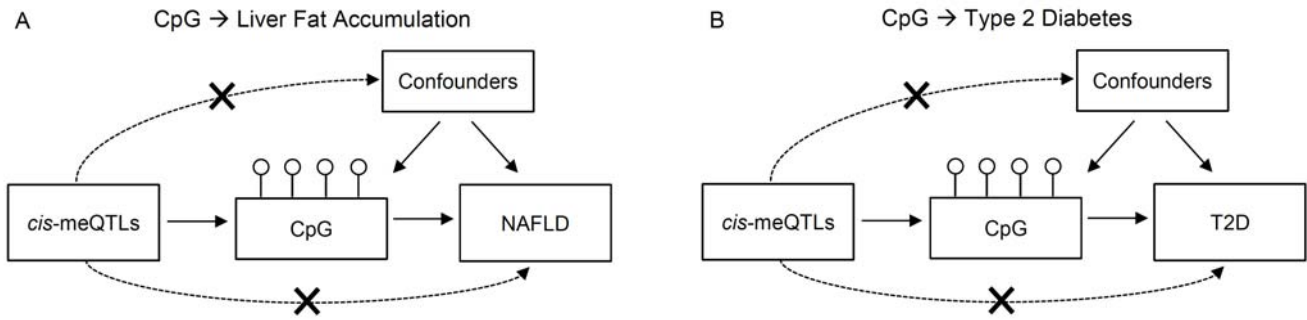 A
CpG → Liver Fat Accumulation
Confounders
cis-meQTLs
CpG
NAFLD
B
CpG → Type 2 Diabetes
Confounders
cis-meQTLs
CpG
T2D